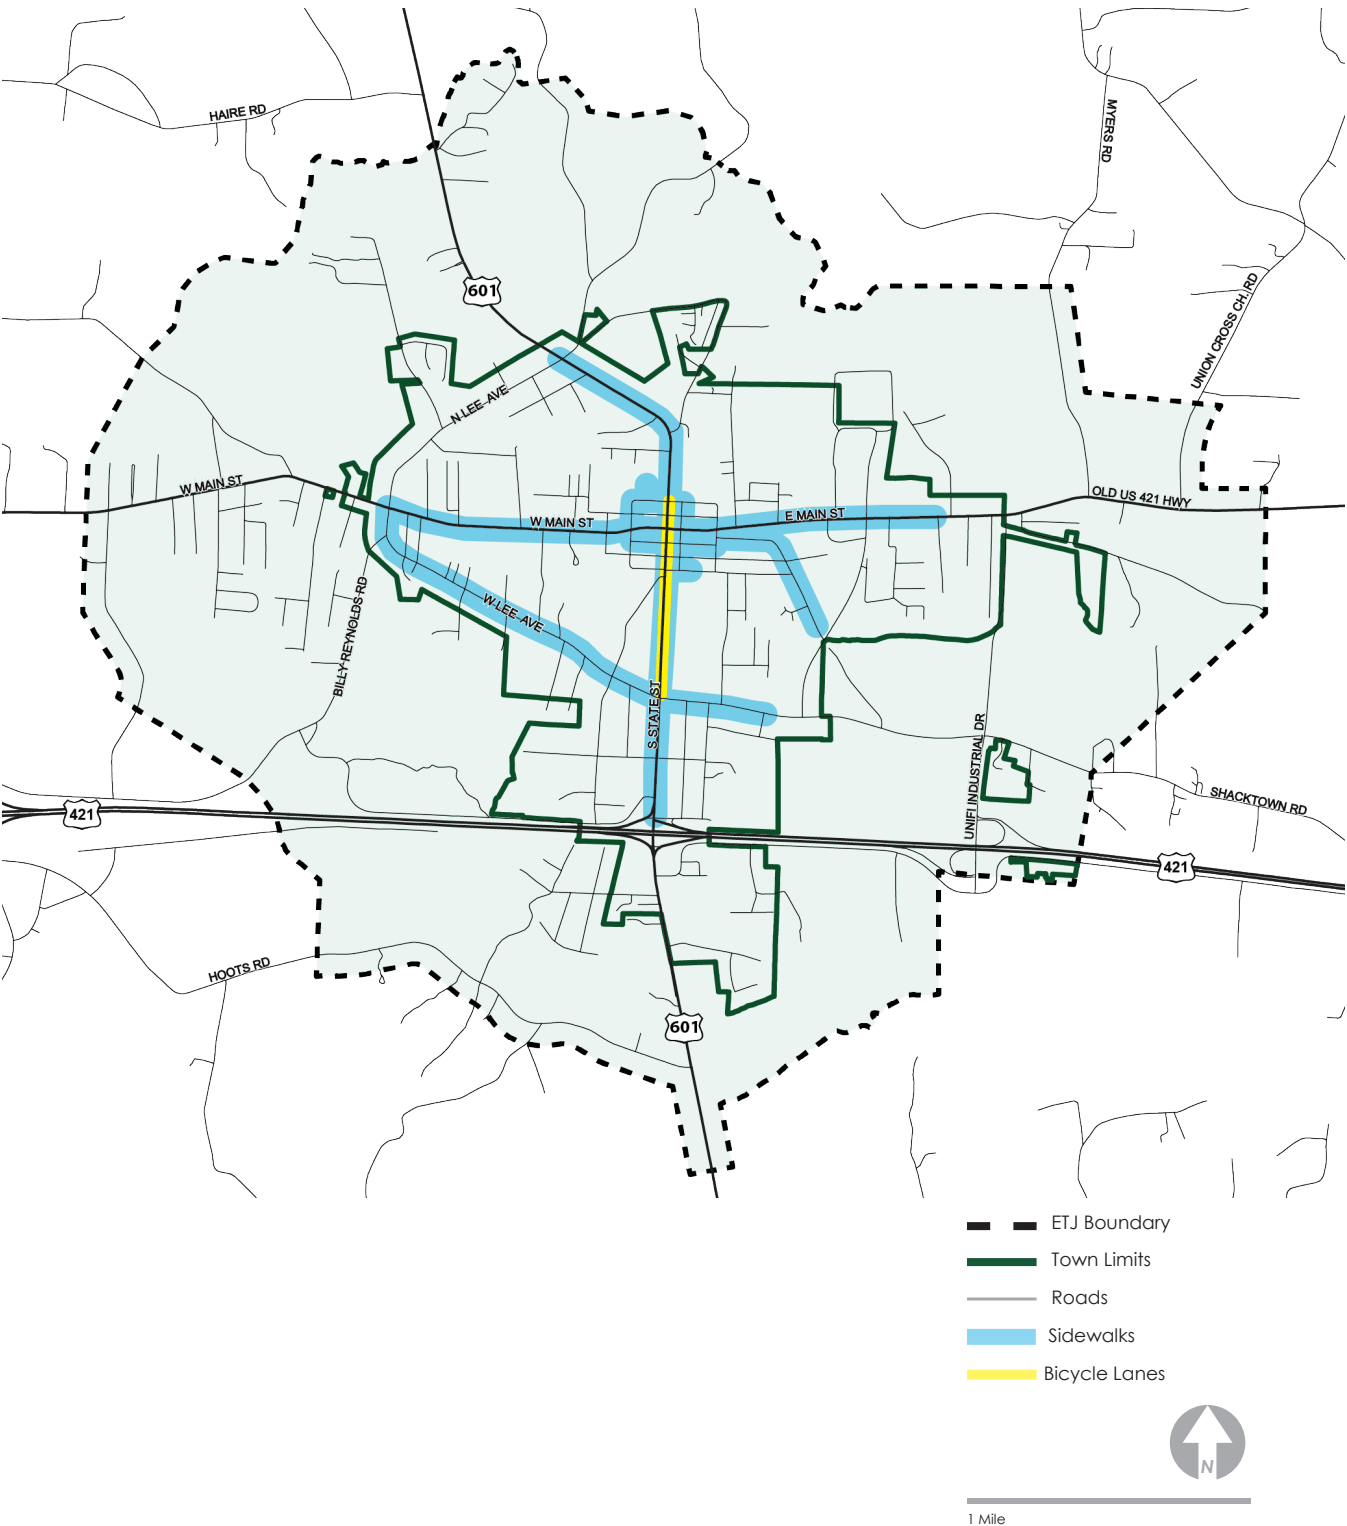 HAIRE RD
MYERS RD
UNION CROSS CH. RD
601
N LEE AVE
W MAIN ST
W MAIN ST
E MAIN ST
OLD US 421 HWY
BILLY REYNOLDS RD
W LEE AVE
S STATE ST
UNIFI INDUSTRIAL DR
SHACKTOWN RD
421
421
HOOTS RD
601
ETJ Boundary
Town Limits
Roads
Sidewalks
Bicycle Lanes
N
1 Mile